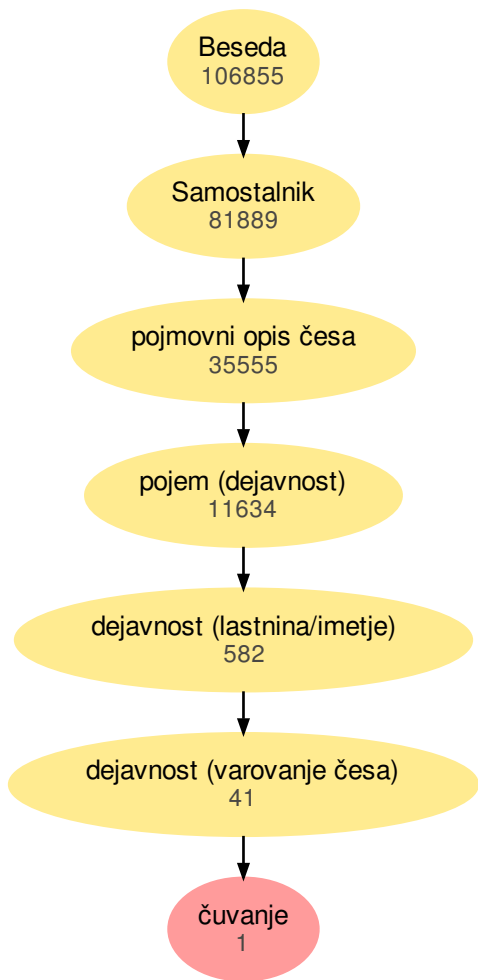 Beseda
106855
Samostalnik
81889
pojmovni opis česa
35555
pojem (dejavnost)
11634
dejavnost (lastnina/imetje)
582
dejavnost (varovanje česa)
41
čuvanje
1